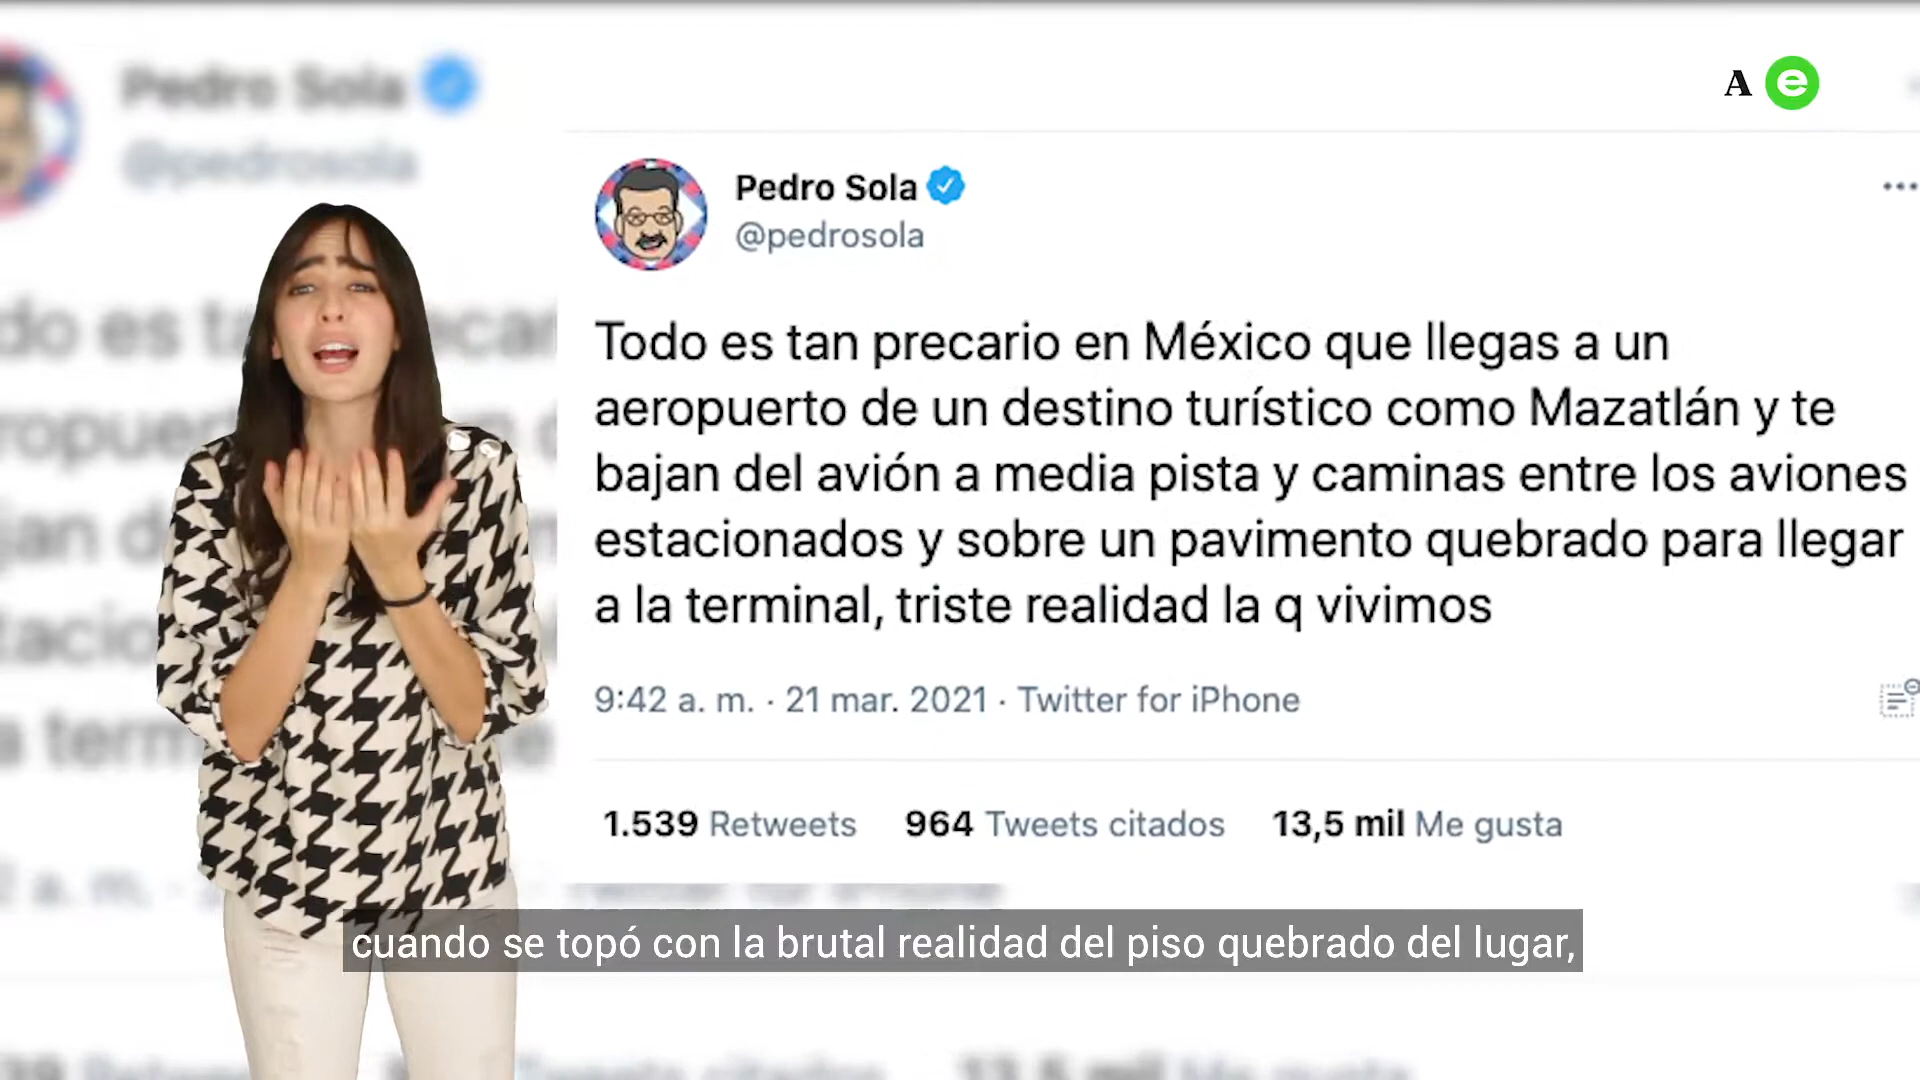 A e
Pedro Sola
@pedrosola
Pedro Sola
@pedrosola
Todo es tan precario en México que llegas a un
aeropuerto de un destino turístico como Mazatlán y te
bajan del avión a media pista y caminas entre los aviones
estacionados y sobre un pavimento quebrado para llegar
a la terminal, triste realidad la q vivimos
9:42 a. m. · 21 mar. 2021 · Twitter for iPhone
1.539 Retweets 964 Tweets citados 13,5 mil Me gusta
cuando se topó con la brutal realidad del piso quebrado del lugar,